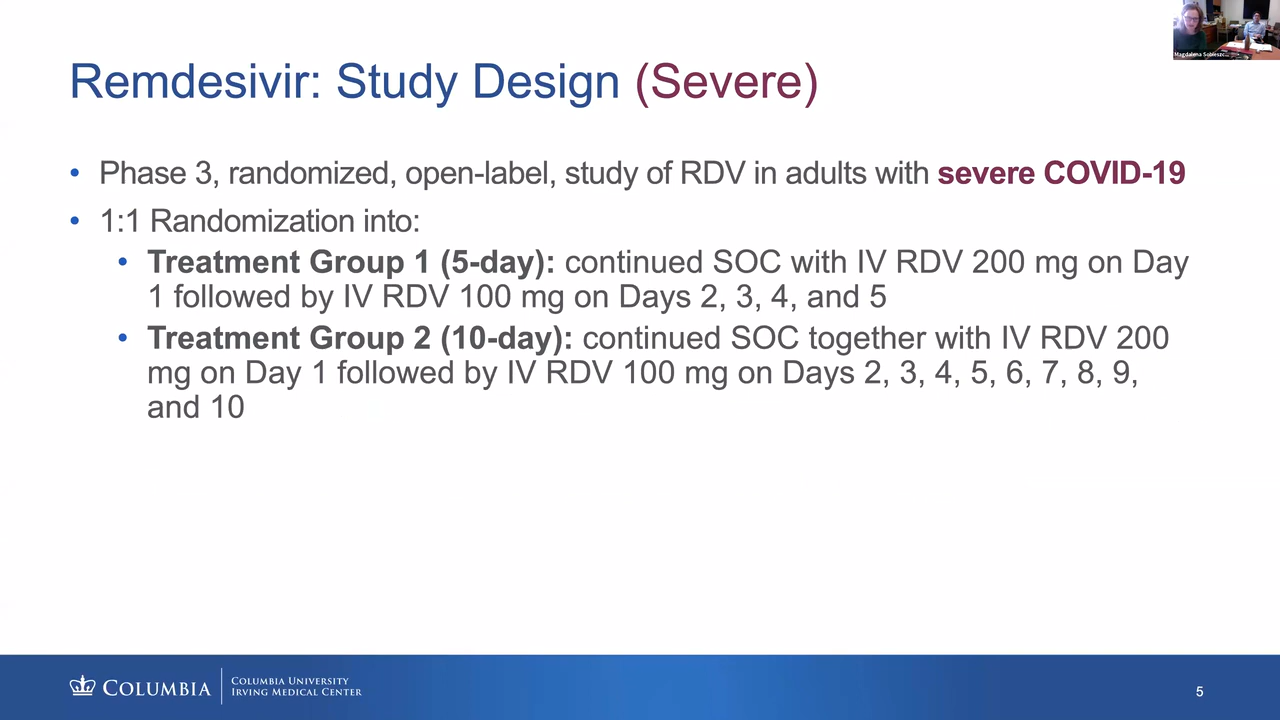 Magdalena Sobieszc...
Remdesivir: Study Design (Severe)
• Phase 3, randomized, open-label, study of RDV in adults with severe COVID-19
• 1:1 Randomization into:
• Treatment Group 1 (5-day): continued SOC with IV RDV 200 mg on Day
1 followed by IV RDV 100 mg on Days 2, 3, 4, and 5
• Treatment Group 2 (10-day): continued SOC together with IV RDV 200
mg on Day 1 followed by IV RDV 100 mg on Days 2, 3, 4, 5, 6, 7, 8, 9,
and 10
COLUMBIA
COLUMBIA UNIVERSITY
IRVING MEDICAL CENTER
5